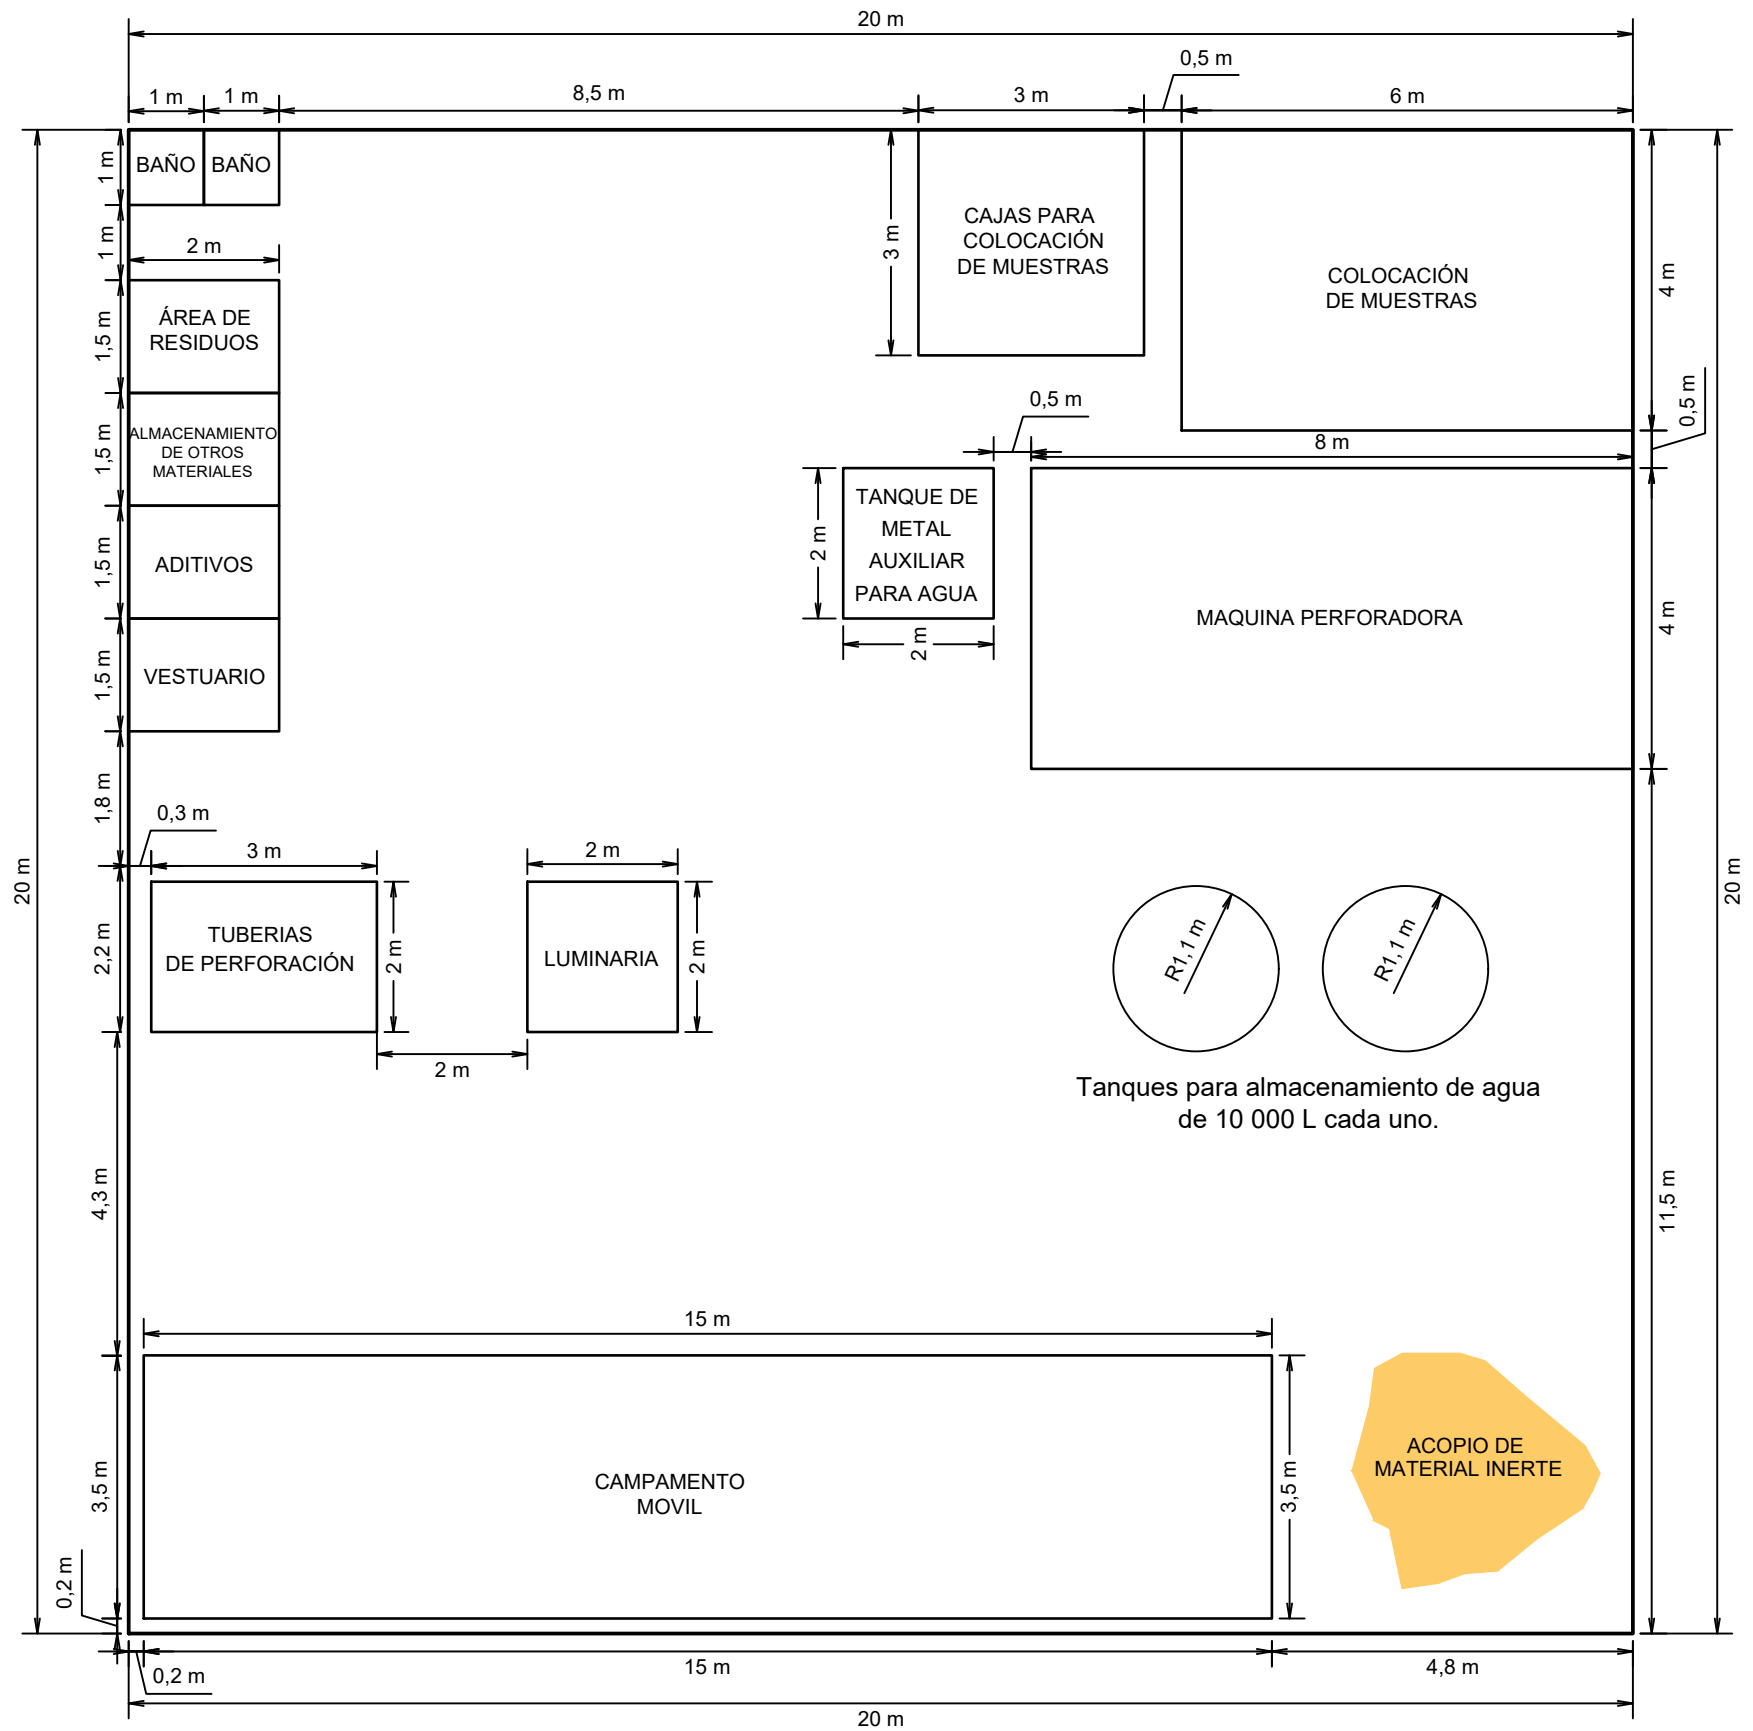 20 m
0,5 m
1 m
1 m
8,5 m
3 m
6 m
1 m
BAÑO
BAÑO
1 m
2 m
3 m
CAJAS PARA
COLOCACIÓN
DE MUESTRAS
COLOCACIÓN
DE MUESTRAS
4 m
1,5 m
ÁREA DE
RESIDUOS
0,5 m
0,5 m
1,5 m
ALMACENAMIENTO
DE OTROS
MATERIALES
8 m
1,5 m
ADITIVOS
2 m
TANQUE DE
METAL
AUXILIAR
PARA AGUA
2 m
MAQUINA PERFORADORA
4 m
1,5 m
VESTUARIO
1,8 m
0,3 m
3 m
2 m
20 m
20 m
2,2 m
TUBERIAS
DE PERFORACIÓN
2 m
LUMINARIA
2 m
R1,1 m
R1,1 m
2 m
Tanques para almacenamiento de agua
de 10 000 L cada uno.
4,3 m
11,5 m
15 m
3,5 m
CAMPAMENTO
MOVIL
3,5 m
ACOPIO DE
MATERIAL INERTE
0,2 m
0,2 m
15 m
4,8 m
20 m